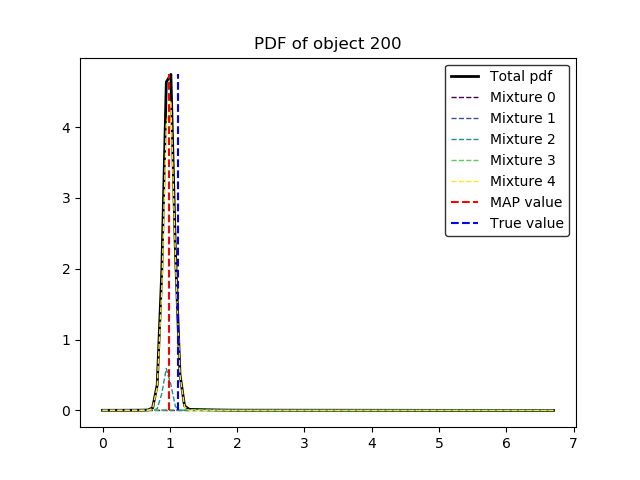 PDF of object 200
Total pdf
Mixture 0
Mixture 1
Mixture 2
Mixture 3
Mixture 4
MAP value
True value
4
3
2
1
0
0 1 2 3 4 5 6 7